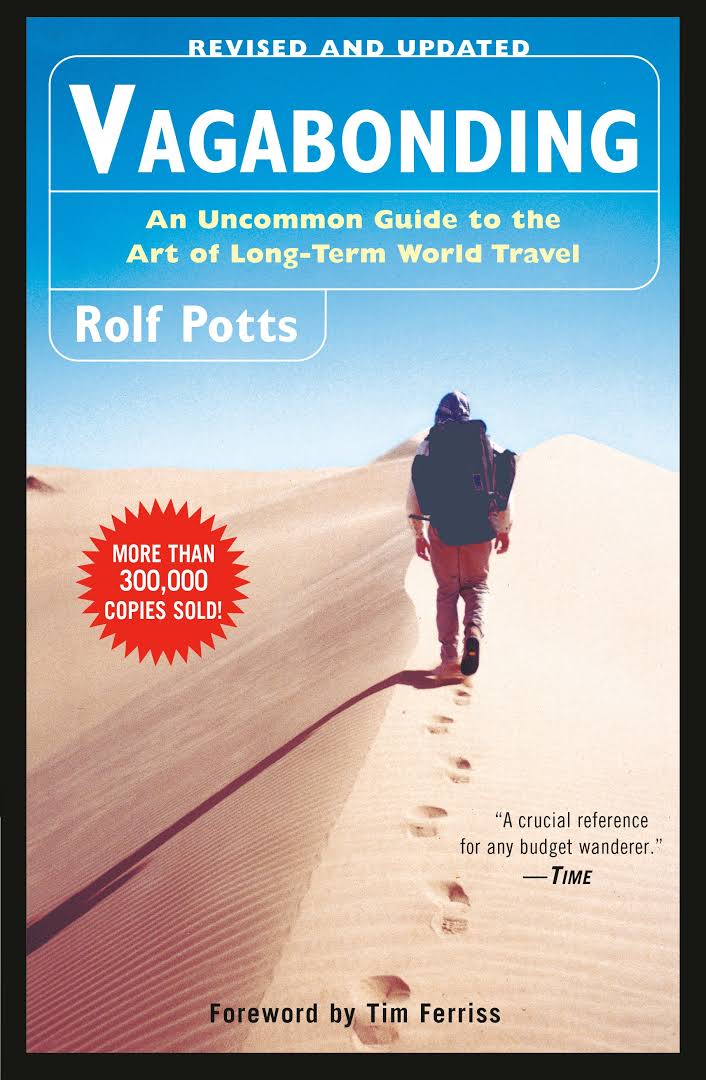 REVISED AND UPDATED
VAGABONDING
An Uncommon Guide to the
Art of Long-Term World Travel
Rolf Potts
MORE THAN
300,000
COPIES SOLD!
"A crucial reference
for any budget wanderer."
—TIME
Foreword by Tim Ferriss